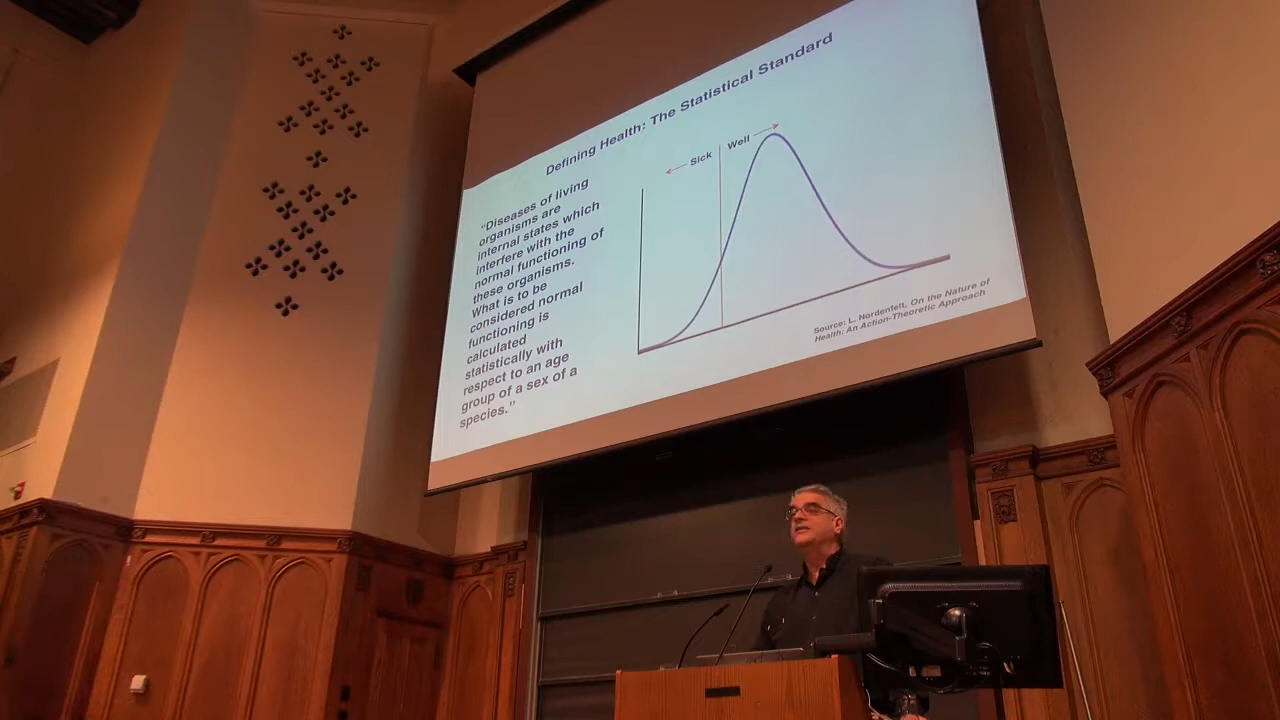 Defining Health: The Statistical Standard
"Diseases of living
organisms are
internal states which
interfere with the
normal functioning of
these organisms.
What is to be
considered normal
functioning is
calculated
statistically with
respect to an age
group of a sex of a
species."
Sick
Well
Source: L. Nordenfelt, On the Nature of
Health: An Action-Theoretic Approach